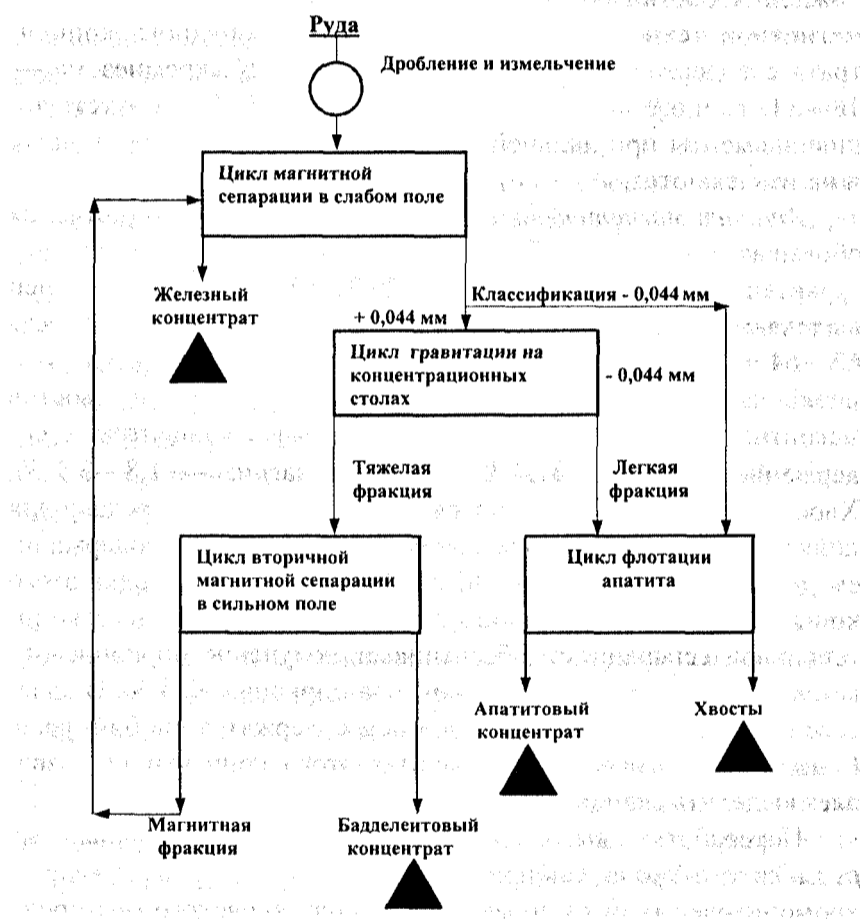 Руда
Дробление и измельчение
Цикл магнитной
сепарации в слабом поле
Железный
концентрат
Классификация - 0,044 мм
+ 0,044 мм
Цикл гравитации на
концентрационных
столах
- 0,044 мм
Тяжелая
фракция
Легкая
фракция
Цикл вторичной
магнитной сепарации
в сильном поле
Цикл флотации
апатита
Апатитовый
концентрат
Хвосты
Магнитная
фракция
Бадделеитовый
концентрат